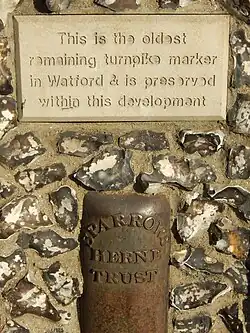 This is the oldest
remaining turnpike marker
in Watford & is preserved
within this development
SPARROWS
HERNE
TRUST